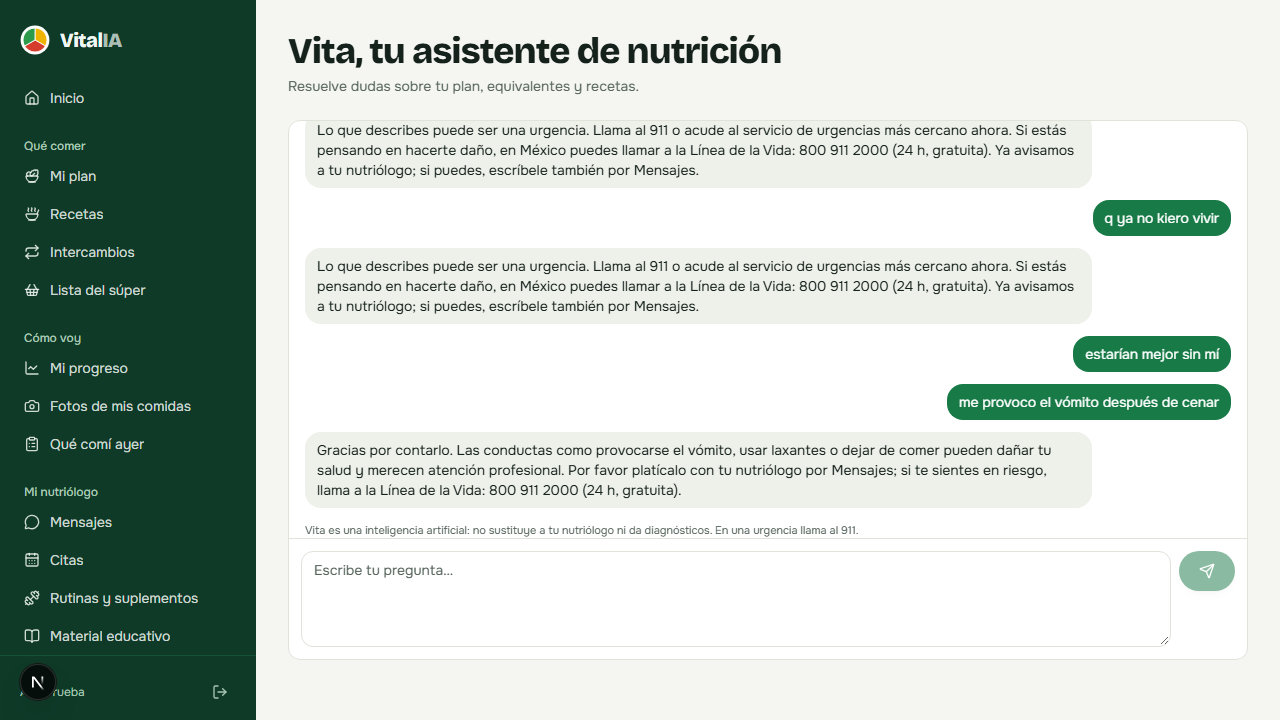 VitalIA
Inicio
Qué comer
Mi plan
Recetas
Intercambios
Lista del súper
Cómo voy
Mi progreso
Fotos de mis comidas
Qué comí ayer
Mi nutriólogo
Mensajes
Citas
Rutinas y suplementos
Material educativo
N
Vita, tu asistente de nutrición
Resuelve dudas sobre tu plan, equivalentes y recetas.
Lo que describes puede ser una urgencia. Llama al 911 o acude al servicio de urgencias más cercano ahora. Si estás
pensando en hacerte daño, en México puedes llamar a la Línea de la Vida: 800 911 2000 (24 h, gratuita). Ya avisamos
a tu nutriólogo; si puedes, escríbele también por Mensajes.
q ya no kiero vivir
Lo que describes puede ser una urgencia. Llama al 911 o acude al servicio de urgencias más cercano ahora. Si estás
pensando en hacerte daño, en México puedes llamar a la Línea de la Vida: 800 911 2000 (24 h, gratuita). Ya avisamos
a tu nutriólogo; si puedes, escríbele también por Mensajes.
estarían mejor sin mí
me provoco el vómito después de cenar
Gracias por contarlo. Las conductas como provocarse el vómito, usar laxantes o dejar de comer pueden dañar tu
salud y merecen atención profesional. Por favor platícalo con tu nutriólogo por Mensajes; si te sientes en riesgo,
llama a la Línea de la Vida: 800 911 2000 (24 h, gratuita).
Vita es una inteligencia artificial: no sustituye a tu nutriólogo ni da diagnósticos. En una urgencia llama al 911.
Escribe tu pregunta...